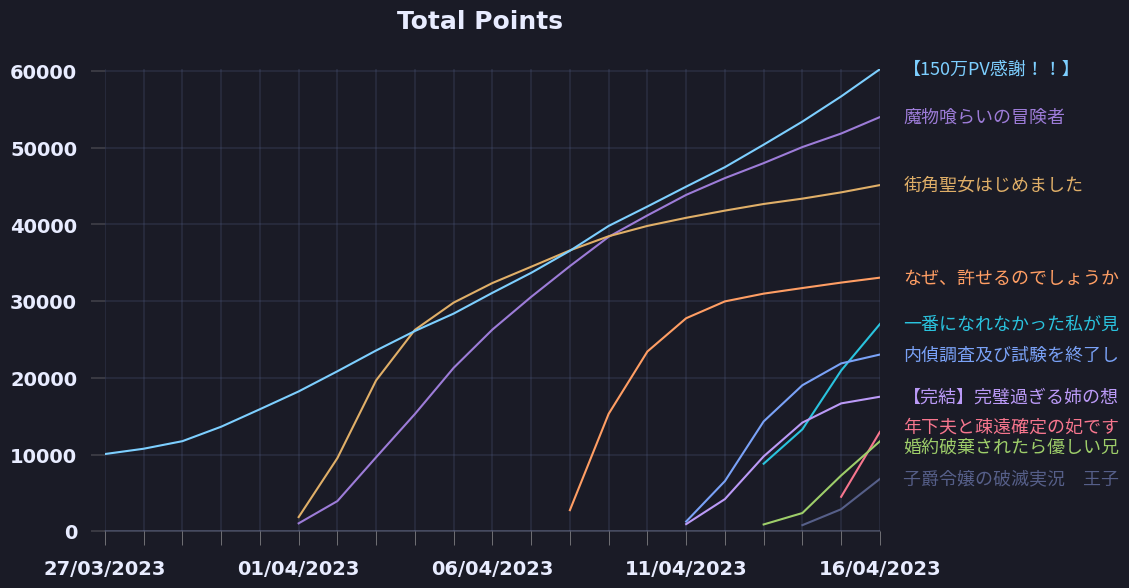 Total Points
60000
50000
40000
30000
20000
10000
0
27/03/2023
01/04/2023
06/04/2023
11/04/2023
16/04/2023
【150万PV感謝！！】
魔物喰らいの冒険者
街角聖女はじめました
なぜ、許せるのでしょうか
一番になれなかった私が見
内偵調査及び試験を終了し
【完結】完璧過ぎる姉の想
年下夫と疎遠確定の妃です
婚約破棄されたら優しい兄
子爵令嬢の破滅実況　王子